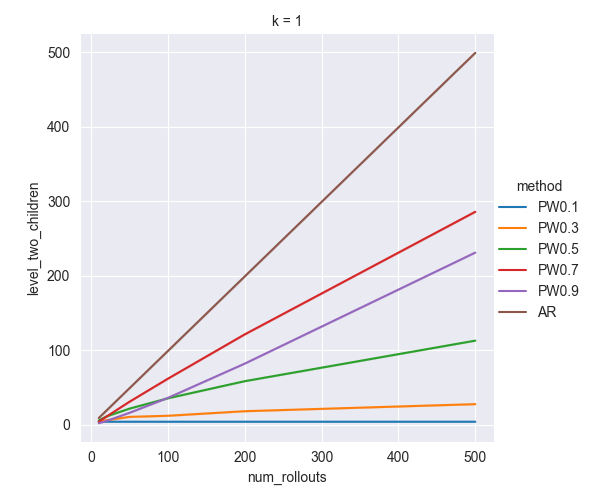 k = 1
500
400
300
200
100
0
level_two_children
0 100 200 300 400 500
num_rollouts
method
PW0.1
PW0.3
PW0.5
PW0.7
PW0.9
AR